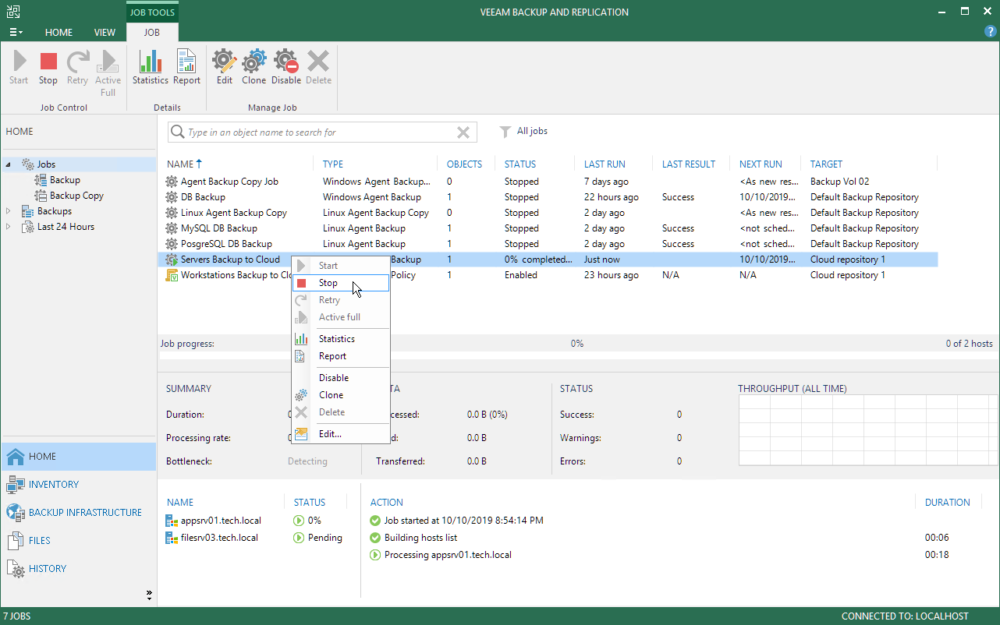 JOB TOOLS VEEAM BACKUP AND REPLICATION
HOME VIEW JOB ?
Start Stop Retry Active Full Statistics Report Edit Clone Disable Delete
Job Control Details Manage Job
HOME
Type in an object name to search for All jobs
Jobs
Backup
Backup Copy
Backups
Last 24 Hours
NAME TYPE OBJECTS STATUS LAST RUN LAST RESULT NEXT RUN TARGET
Agent Backup Copy Job Windows Agent Backup... 0 Stopped 7 days ago <As new res... Backup Vol 02
DB Backup Windows Agent Backup 1 Stopped 22 hours ago Success 10/10/2019... Default Backup Repository
Linux Agent Backup Copy Linux Agent Backup Copy 0 Stopped 2 day ago <As new res... Default Backup Repository
MySQL DB Backup Linux Agent Backup 1 Stopped 2 day ago Success <not sched... Default Backup Repository
PosgreSQL DB Backup Linux Agent Backup 1 Stopped 2 day ago Success <not sched... Default Backup Repository
Servers Backup to Cloud Backup 1 0% completed... Just now 10/10/2019... Cloud repository 1
Workstations Backup to Clo Policy 1 Enabled 23 hours ago N/A N/A Cloud repository 1
Start
Stop
Retry
Active full
Statistics
Report
Disable
Clone
Delete
Edit...
Job progress: 0% 0 of 2 hosts
SUMMARY TA STATUS THROUGHPUT (ALL TIME)
Duration: cessed: 0.0 B (0%) Success: 0
Processing rate: d: 0.0 B Warnings: 0
Bottleneck: Detecting Transferred: 0.0 B Errors: 0
HOME
INVENTORY
BACKUP INFRASTRUCTURE
FILES
HISTORY
NAME STATUS ACTION DURATION
appsrv01.tech.local 0% Job started at 10/10/2019 8:54:14 PM
filesrv03.tech.local Pending Building hosts list 00:06
Processing appsrv01.tech.local 00:18
7 JOBS CONNECTED TO: LOCALHOST